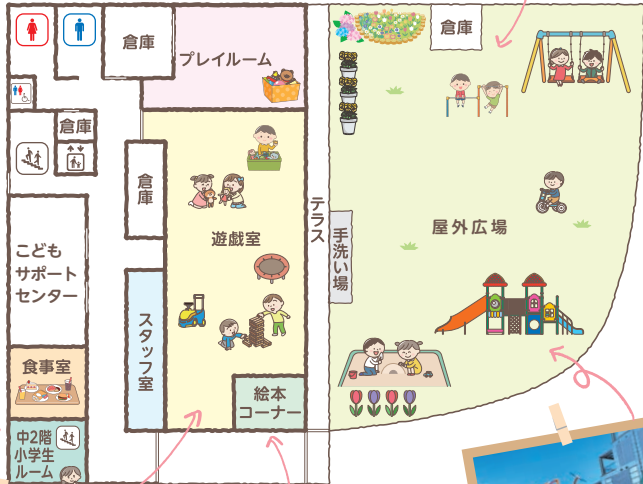 倉庫
プレイルーム
倉庫
倉庫
倉庫
遊戯室
テラス
手洗い場
屋外広場
こども
サポート
センター
スタッフ室
食事室
絵本
コーナー
中2階
小学生
ルーム